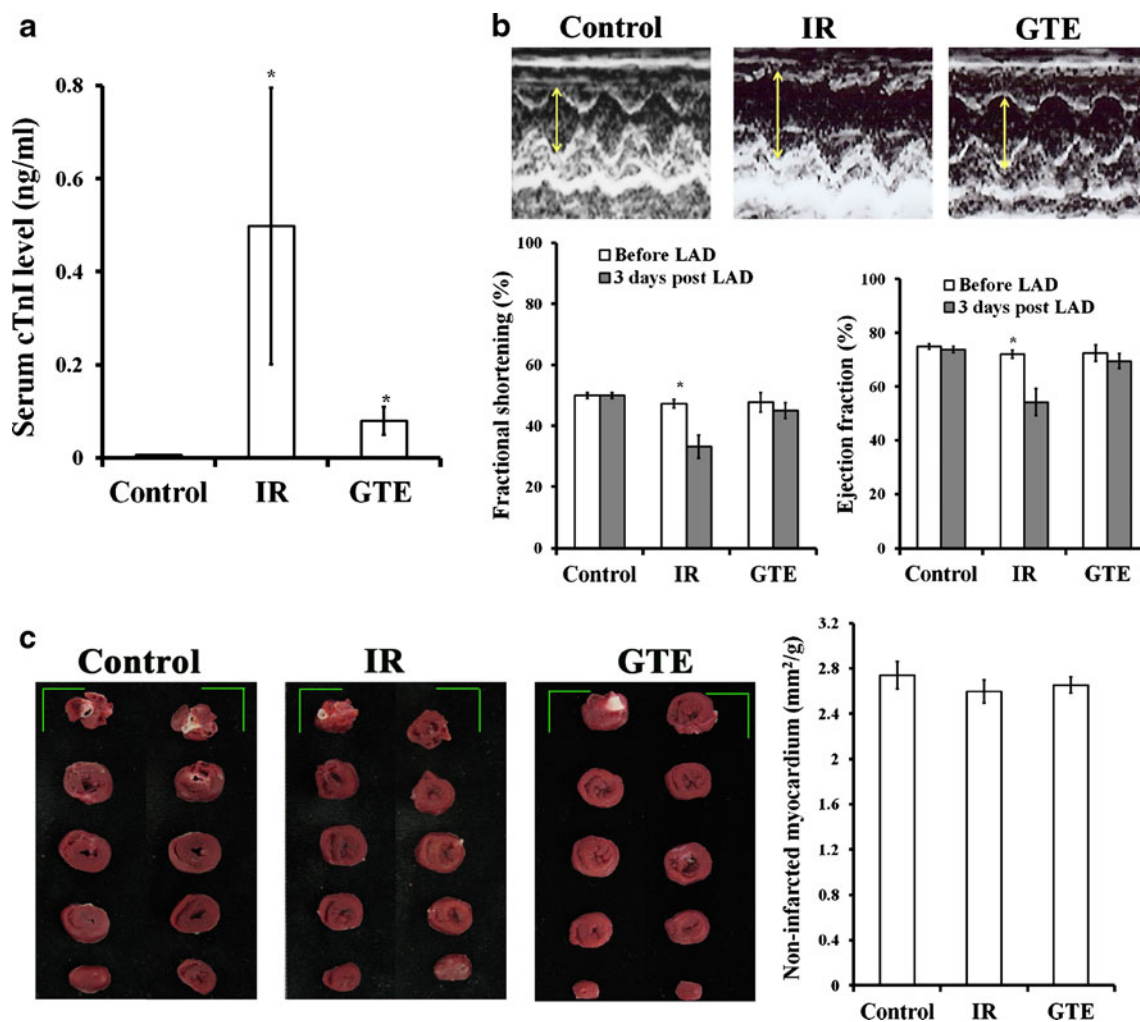 a
Serum cTnI level (ng/ml)
0.8
0.6
0.4
0.2
0
*
*
Control IR GTE
b
Control IR GTE
Fractional shortening (%)
100
80
60
40
20
0
Before LAD
3 days post LAD
*
Control IR GTE
Ejection fraction (%)
100
80
60
40
20
0
Before LAD
3 days post LAD
*
Control IR GTE
c
Control IR GTE
Non-infarcted myocardium (mm²/g)
3.2
2.8
2.4
2
1.6
1.2
0.8
0.4
0
Control IR GTE